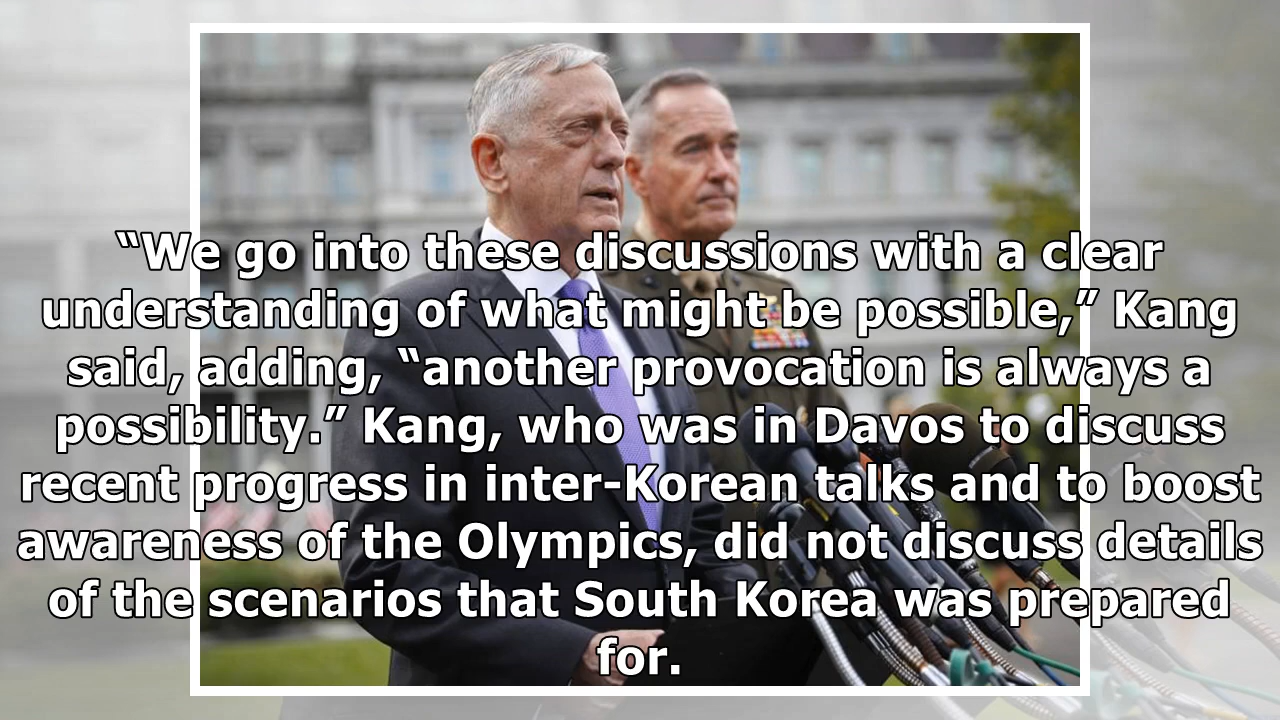 “We go into these discussions with a clear
understanding of what might be possible,” Kang
said, adding, “another provocation is always a
possibility.” Kang, who was in Davos to discuss
recent progress in inter-Korean talks and to boost
awareness of the Olympics, did not discuss details
of the scenarios that South Korea was prepared
for.